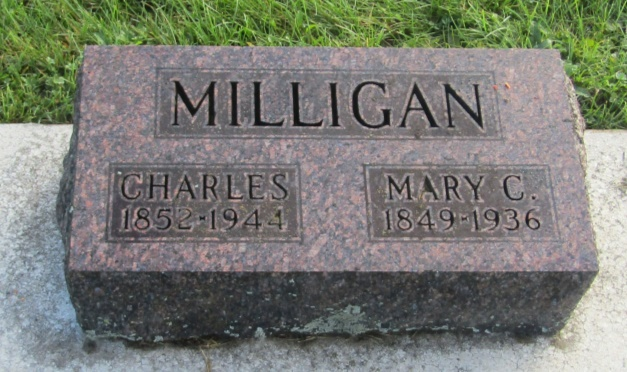 MILLIGAN
CHARLES
1852-1944
MARY C.
1849-1936